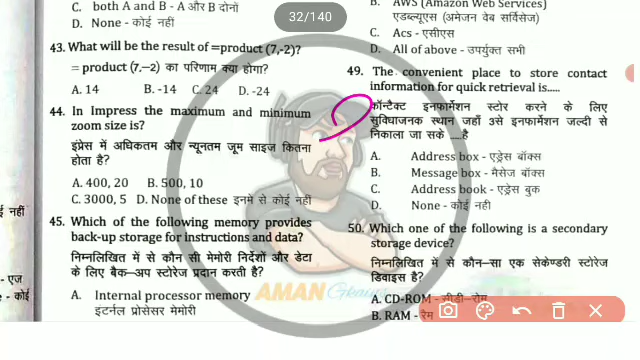 C. both A and B - A और B दोनों
D. None - कोई नहीं
43. What will be the result of =product (7,-2)?
= product (7,—2) का परिणाम क्या होगा?
A. 14 B. -14 C. 24 D. -24
44. In Impress the maximum and minimum
zoom size is?
इंप्रेस में अधिकतम और न्यूनतम जूम साइज कितना
होता है?
A. 400, 20 B. 500, 10
C. 3000, 5 D. None of these इनमे से कोई नहीं
45. Which of the following memory provides
back-up storage for instructions and data?
निम्नलिखित में से कौन सी मेमोरी निर्देशों और डेटा
के लिए बैक—अप स्टोरेज प्रदान करती है?
A. Internal processor memory
इंटर्नल प्रोसेसर मेमोरी
32/140
B. AWS (Amazon Web Services)
एडब्ल्यूएस (अमेजन वेब सर्विसेज)
C. Acs - एसीएस
D. All of above - उपर्युक्त सभी
49. The convenient place to store contact
information for quick retrieval is.....
कॉन्टैक्ट इनफार्मेशन स्टोर करने के लिए
सुविधाजनक स्थान जहाँ उसे इनफार्मेशन जल्दी से
निकाला जा सके ....है
A. Address box - एड्रेस बॉक्स
B. Message box - मैसेज बॉक्स
C. Address book - एड्रेस बुक
D. None - कोई नही
50. Which one of the following is a secondary
storage device?
निम्नलिखित में से कौन—सा एक सेकेण्डरी स्टोरेज
डिवाइस है?
A. CD-ROM - सीडी—रोम
B. RAM - रैम
ई नहीं
- एज
- कोई
AMAN Gkguru